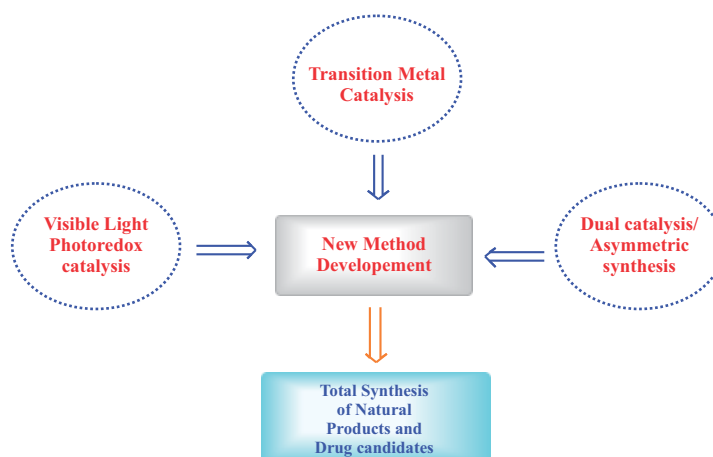 Transition Metal
Catalysis
Visible Light
Photoredox
catalysis
New Method
Developement
Dual catalysis/
Asymmetric
synthesis
Total Synthesis
of Natural
Products and
Drug candidates